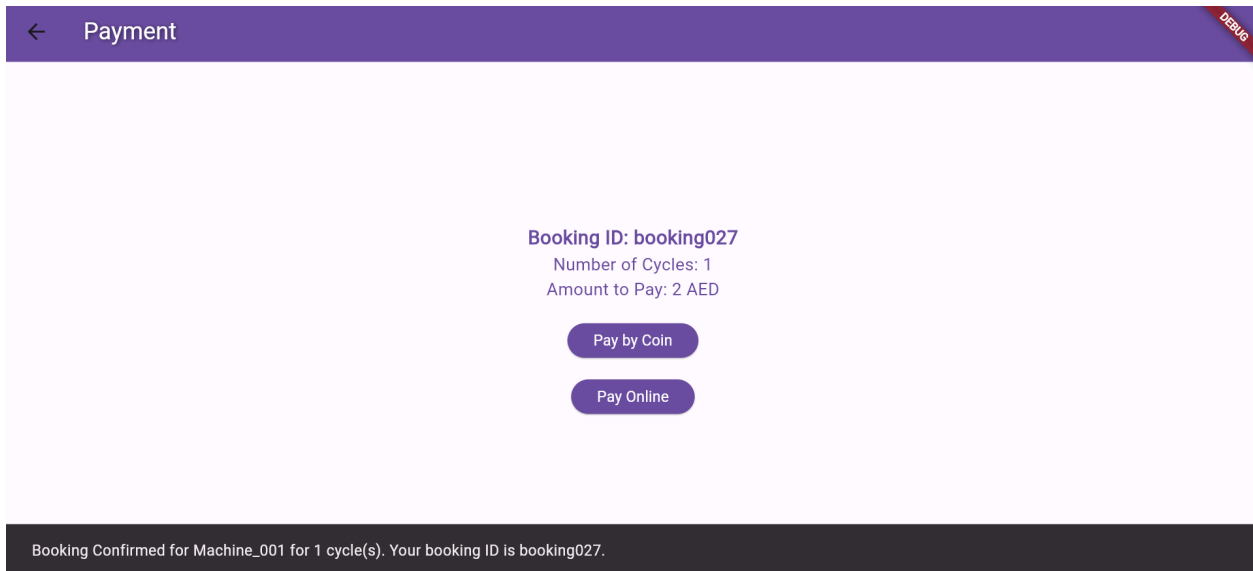 Payment
DEBUG
Booking ID: booking027
Number of Cycles: 1
Amount to Pay: 2 AED
Pay by Coin
Pay Online
Booking Confirmed for Machine_001 for 1 cycle(s). Your booking ID is booking027.